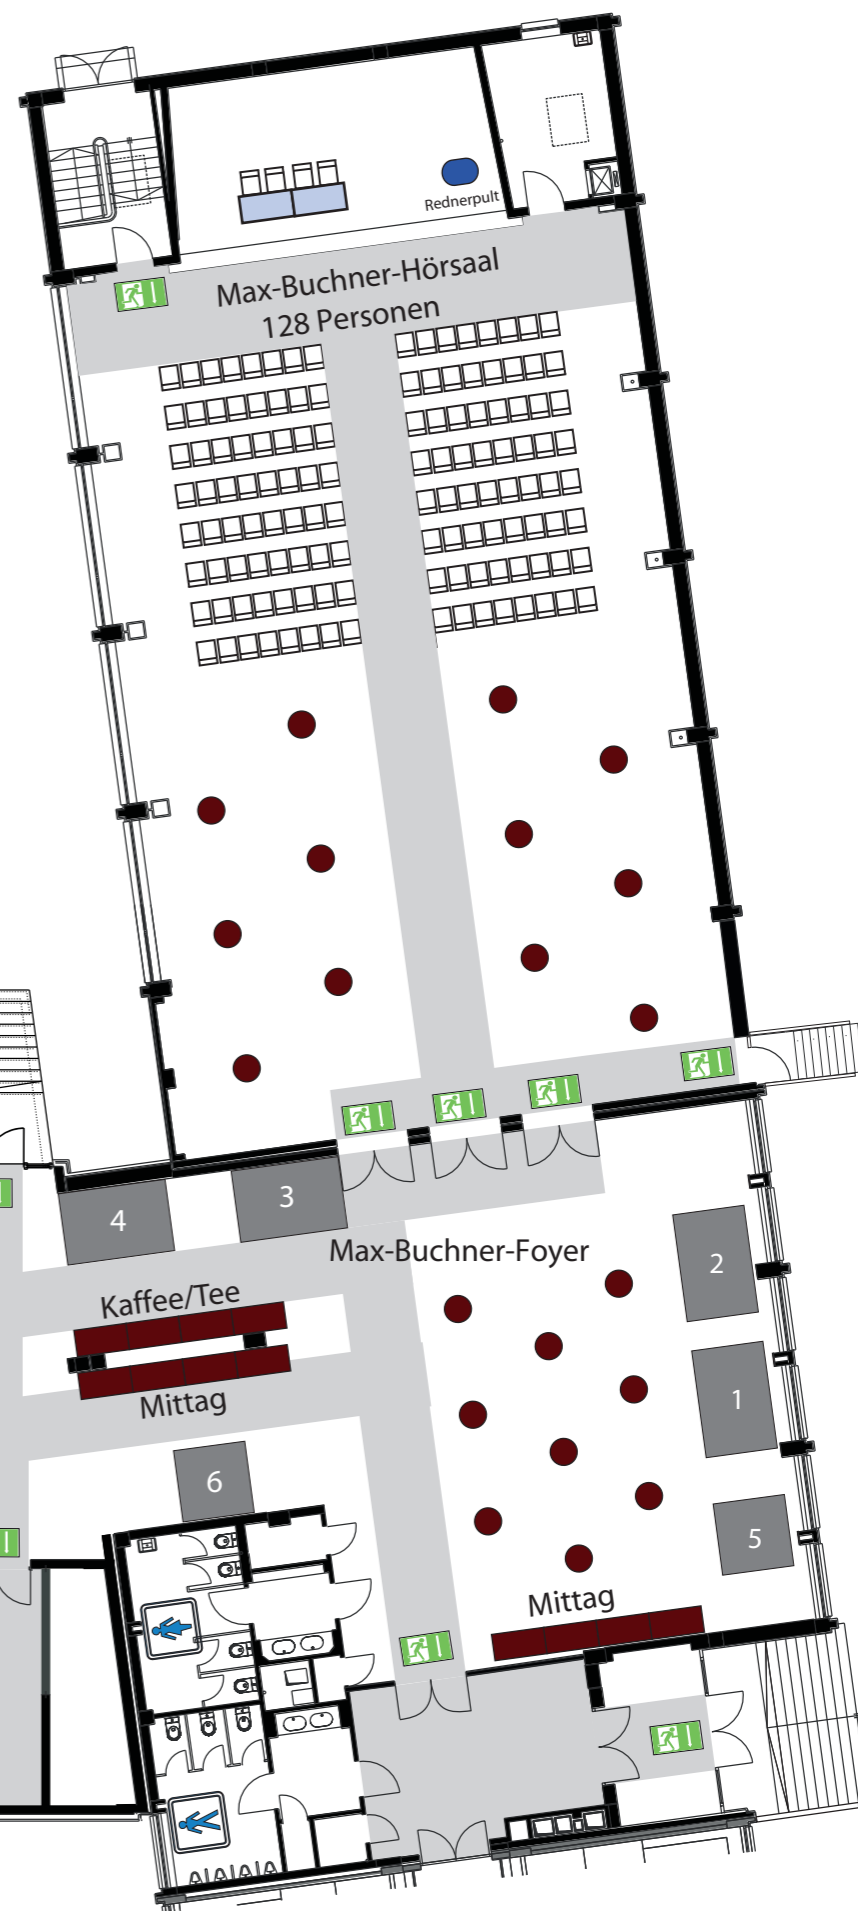 Rednerpult
Max-Buchner-Hörsaal
128 Personen
4
3
2
Max-Buchner-Foyer
Kaffee/Tee
Mittag
1
6
5
Mittag